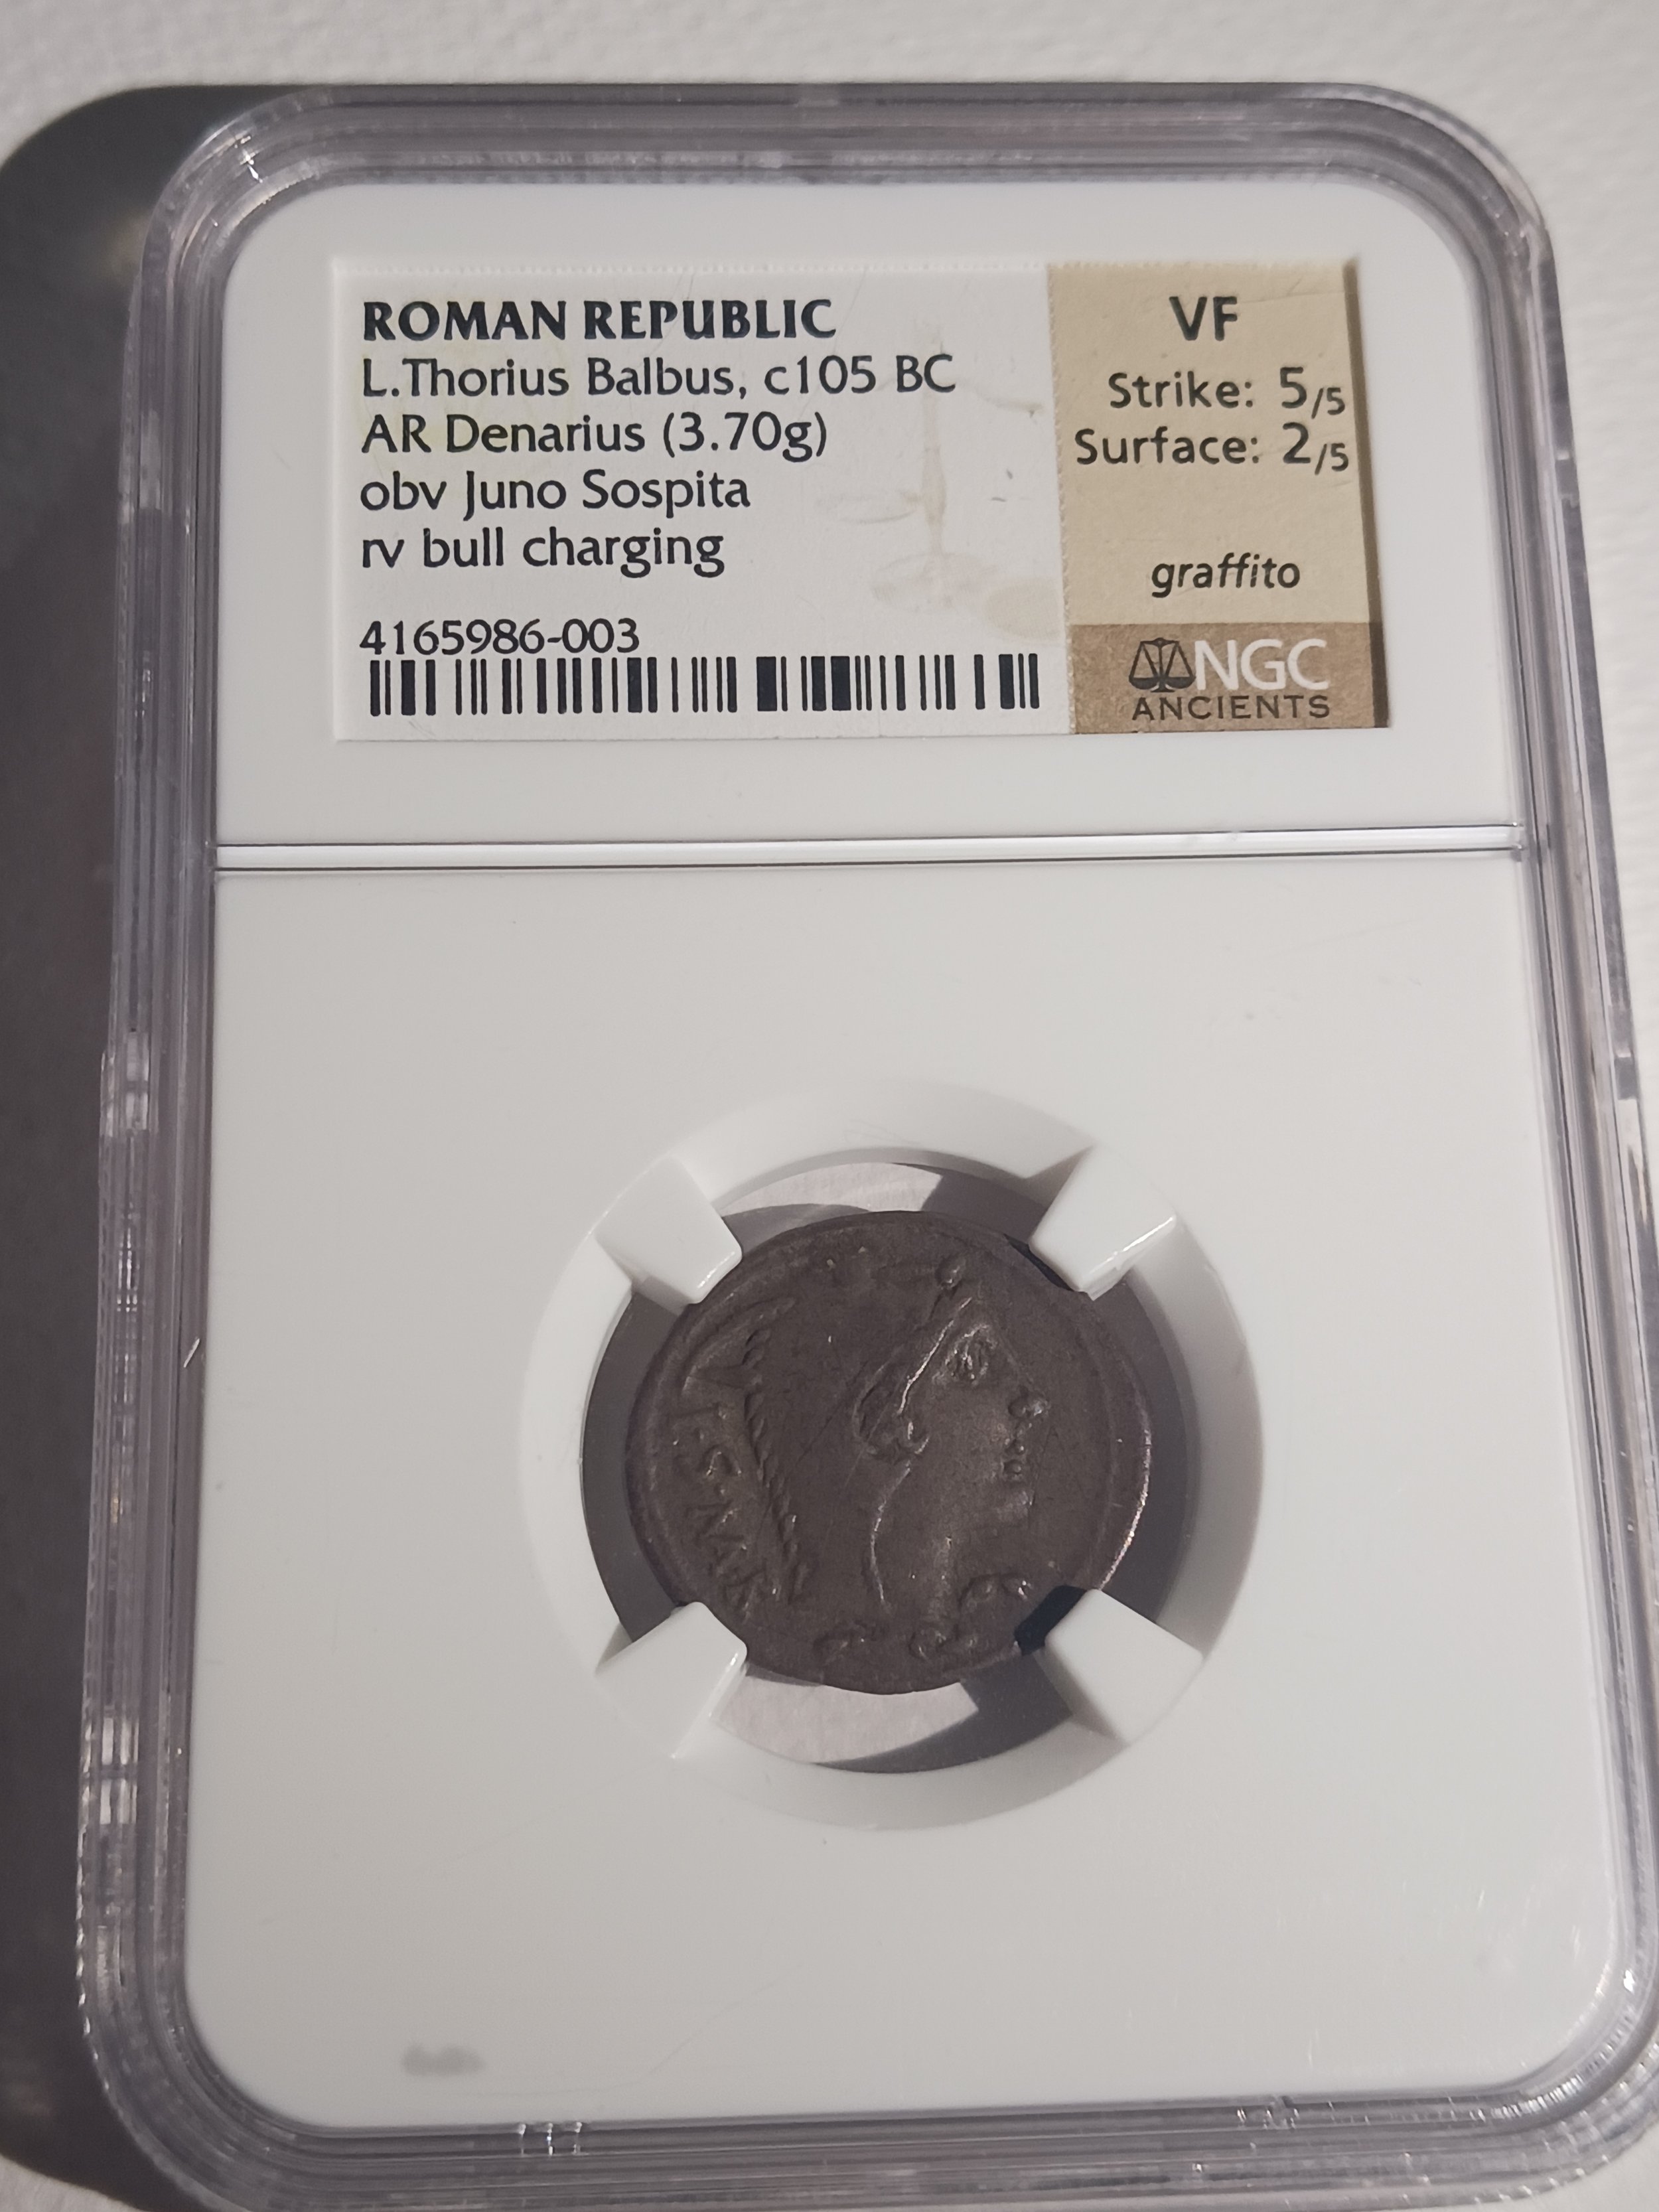 ROMAN REPUBLIC
L.Thorius Balbus, c105 BC
AR Denarius (3.70g)
obv Juno Sospita
rv bull charging
4165986-003
VF
Strike: 5/5
Surface: 2/5
graffito
NGC
ANCIENTS
I·S·M·R